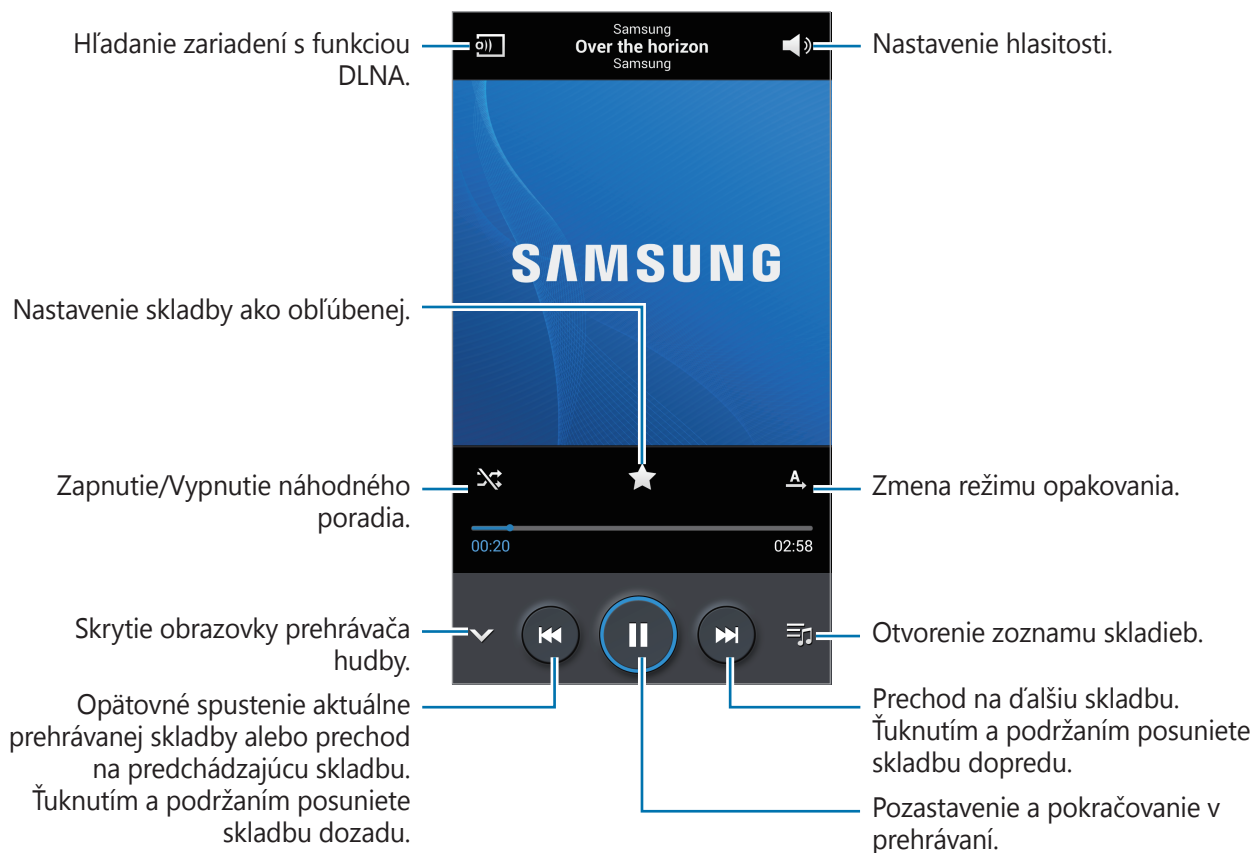 Hľadanie zariadení s funkciou
DLNA.
Samsung
Over the horizon
Samsung
Nastavenie hlasitosti.
SAMSUNG
Nastavenie skladby ako obľúbenej.
Zapnutie/Vypnutie náhodného
poradia.
A
Zmena režimu opakovania.
00:20
02:58
Skrytie obrazovky prehrávača
hudby.
Otvorenie zoznamu skladieb.
Opätovné spustenie aktuálne
prehrávanej skladby alebo prechod
na predchádzajúcu skladbu.
Ťuknutím a podržaním posuniete
skladbu dozadu.
Prechod na ďalšiu skladbu.
Ťuknutím a podržaním posuniete
skladbu dopredu.
Pozastavenie a pokračovanie v
prehrávaní.